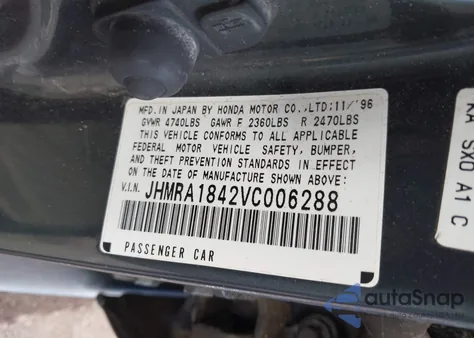 MFD. IN JAPAN BY HONDA MOTOR CO., LTD: 11/'96
GVWR 4740LBS GAWR F 2360LBS R 2470LBS
THIS VEHICLE CONFORMS TO ALL APPLICABLE
FEDERAL MOTOR VEHICLE SAFETY, BUMPER,
AND THEFT PREVENTION STANDARDS IN EFFECT
ON THE DATE OF MANUFACTURE SHOWN ABOVE:
V.I.N. JHMRA1842VC006288
PASSENGER CAR
SX0 A1 C
autoSnap